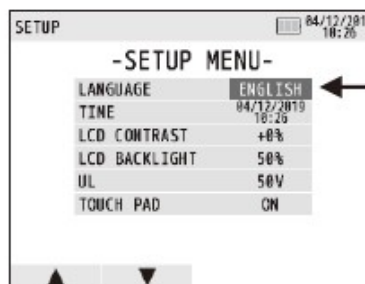 SETUP 04/12/201
10:26
-SETUP MENU-
LANGUAGE ENGLISH
TINE 04/12/2019
10:26
LCD CONTRAST +0%
LCD BACKLIGHT 50%
UL 50V
TOUCH PAD ON